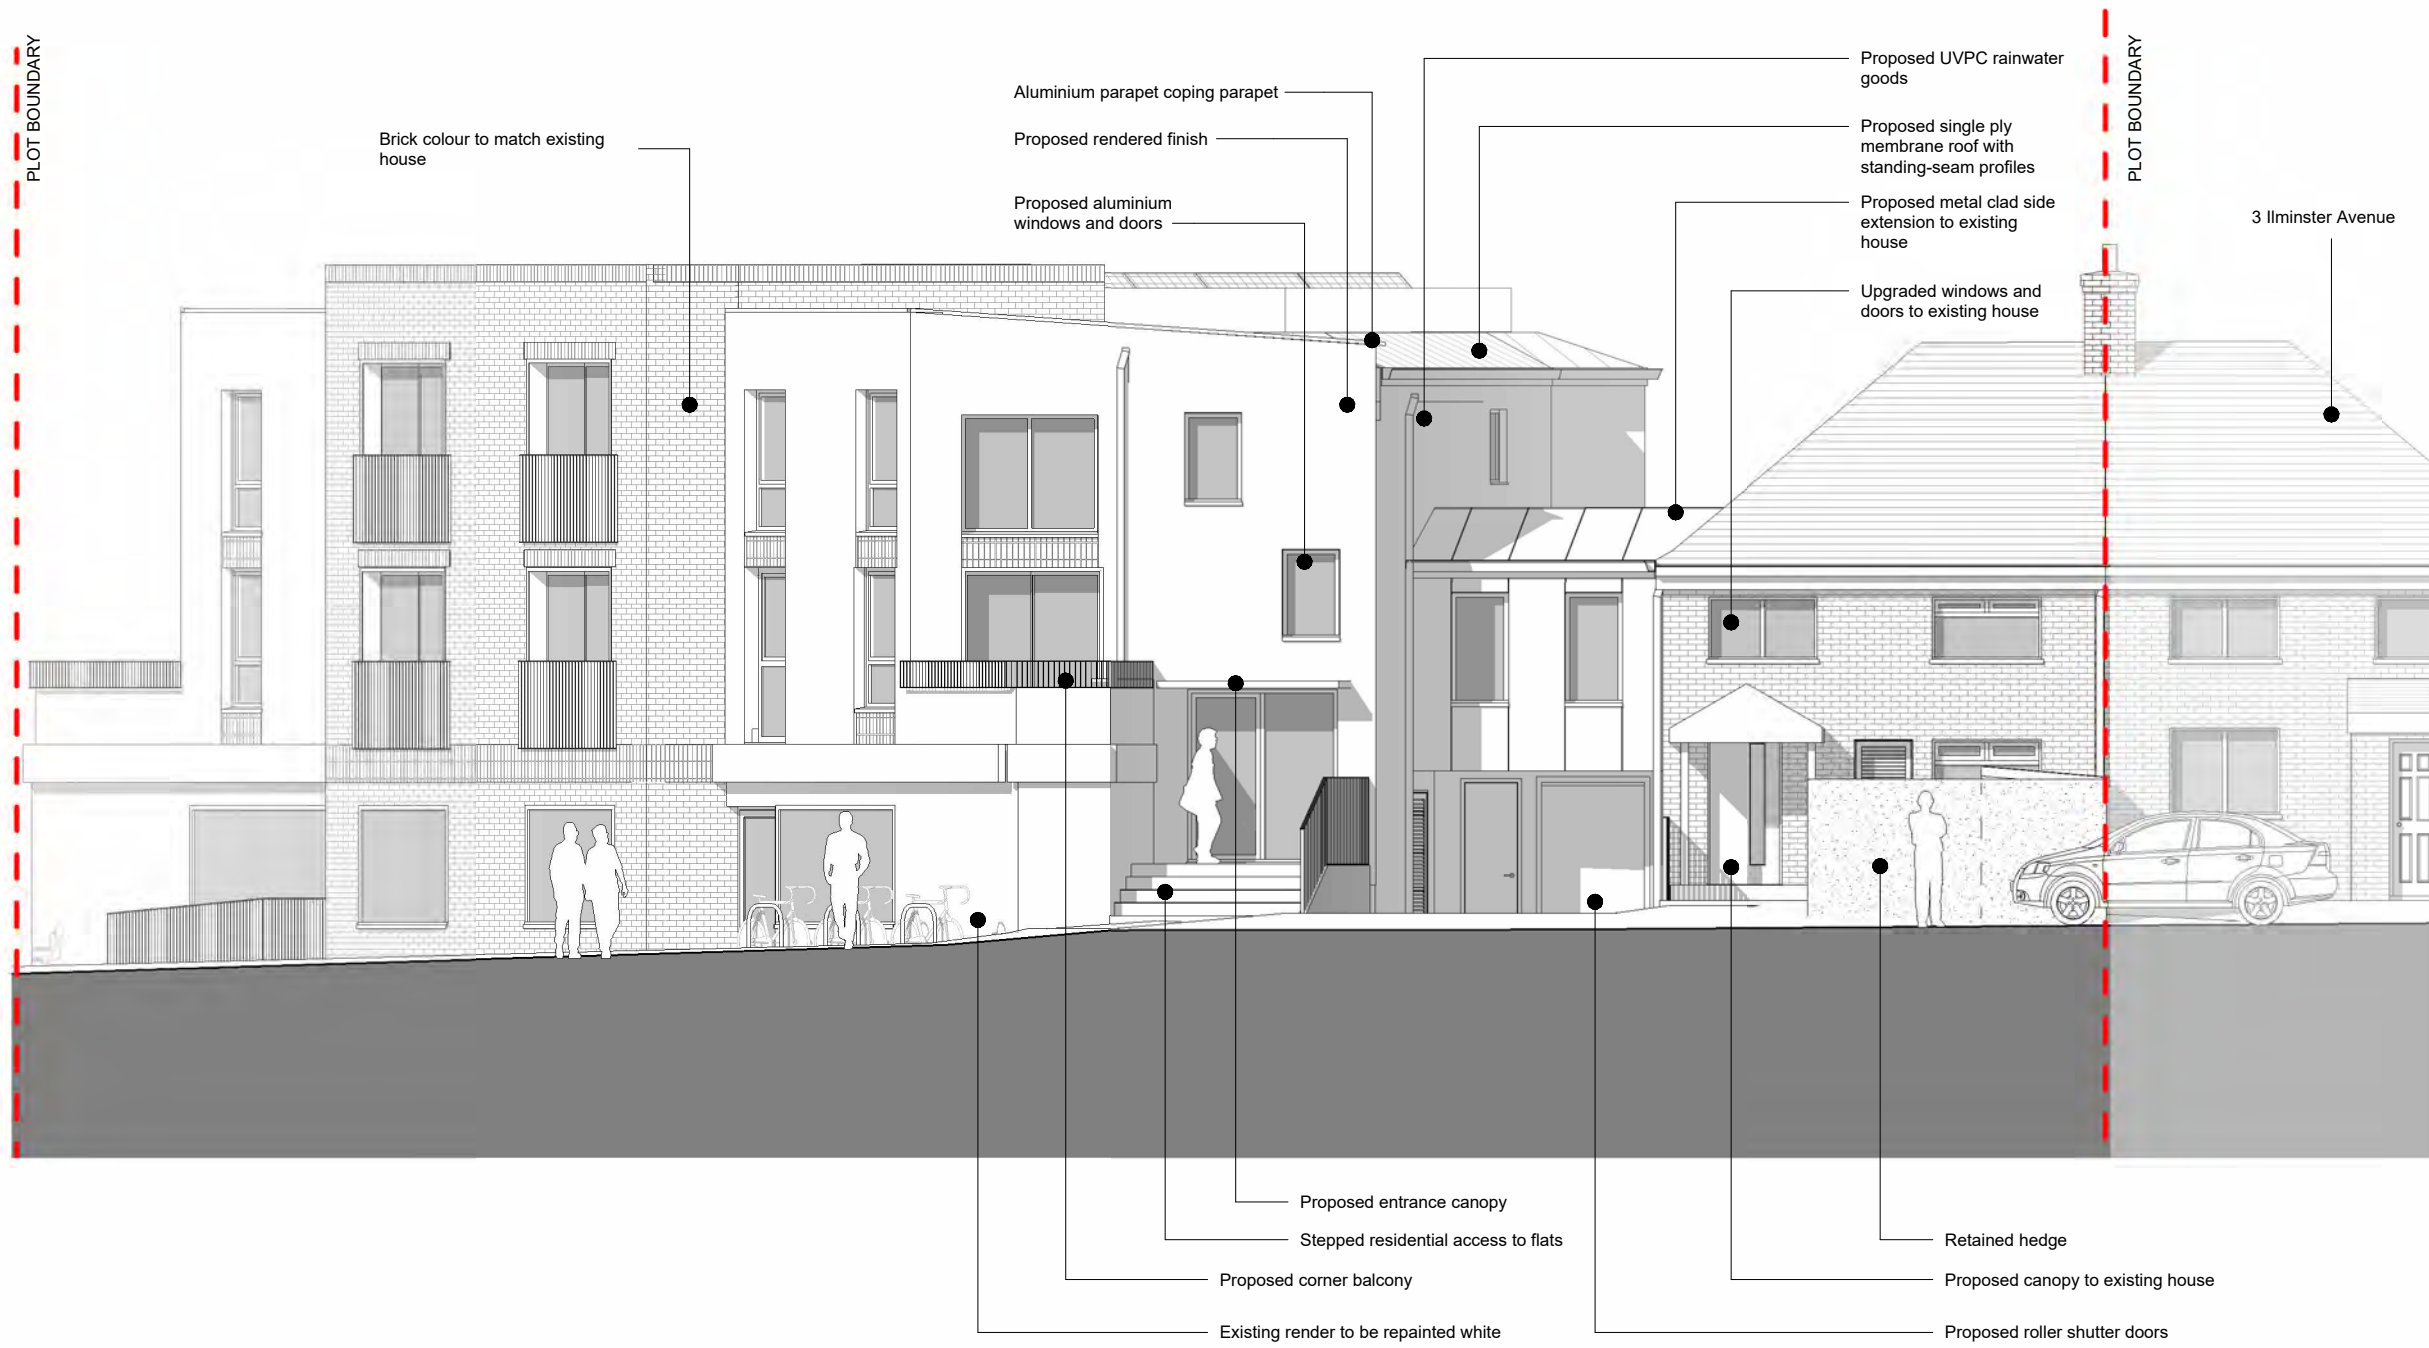 PLOT BOUNDARY
Brick colour to match existing
house
Aluminium parapet coping parapet
Proposed rendered finish
Proposed aluminium
windows and doors
Proposed UVPC rainwater
goods
Proposed single ply
membrane roof with
standing-seam profiles
Proposed metal clad side
extension to existing
house
Upgraded windows and
doors to existing house
PLOT BOUNDARY
3 Ilminster Avenue
Proposed entrance canopy
Stepped residential access to flats
Proposed corner balcony
Existing render to be repainted white
Retained hedge
Proposed canopy to existing house
Proposed roller shutter doors